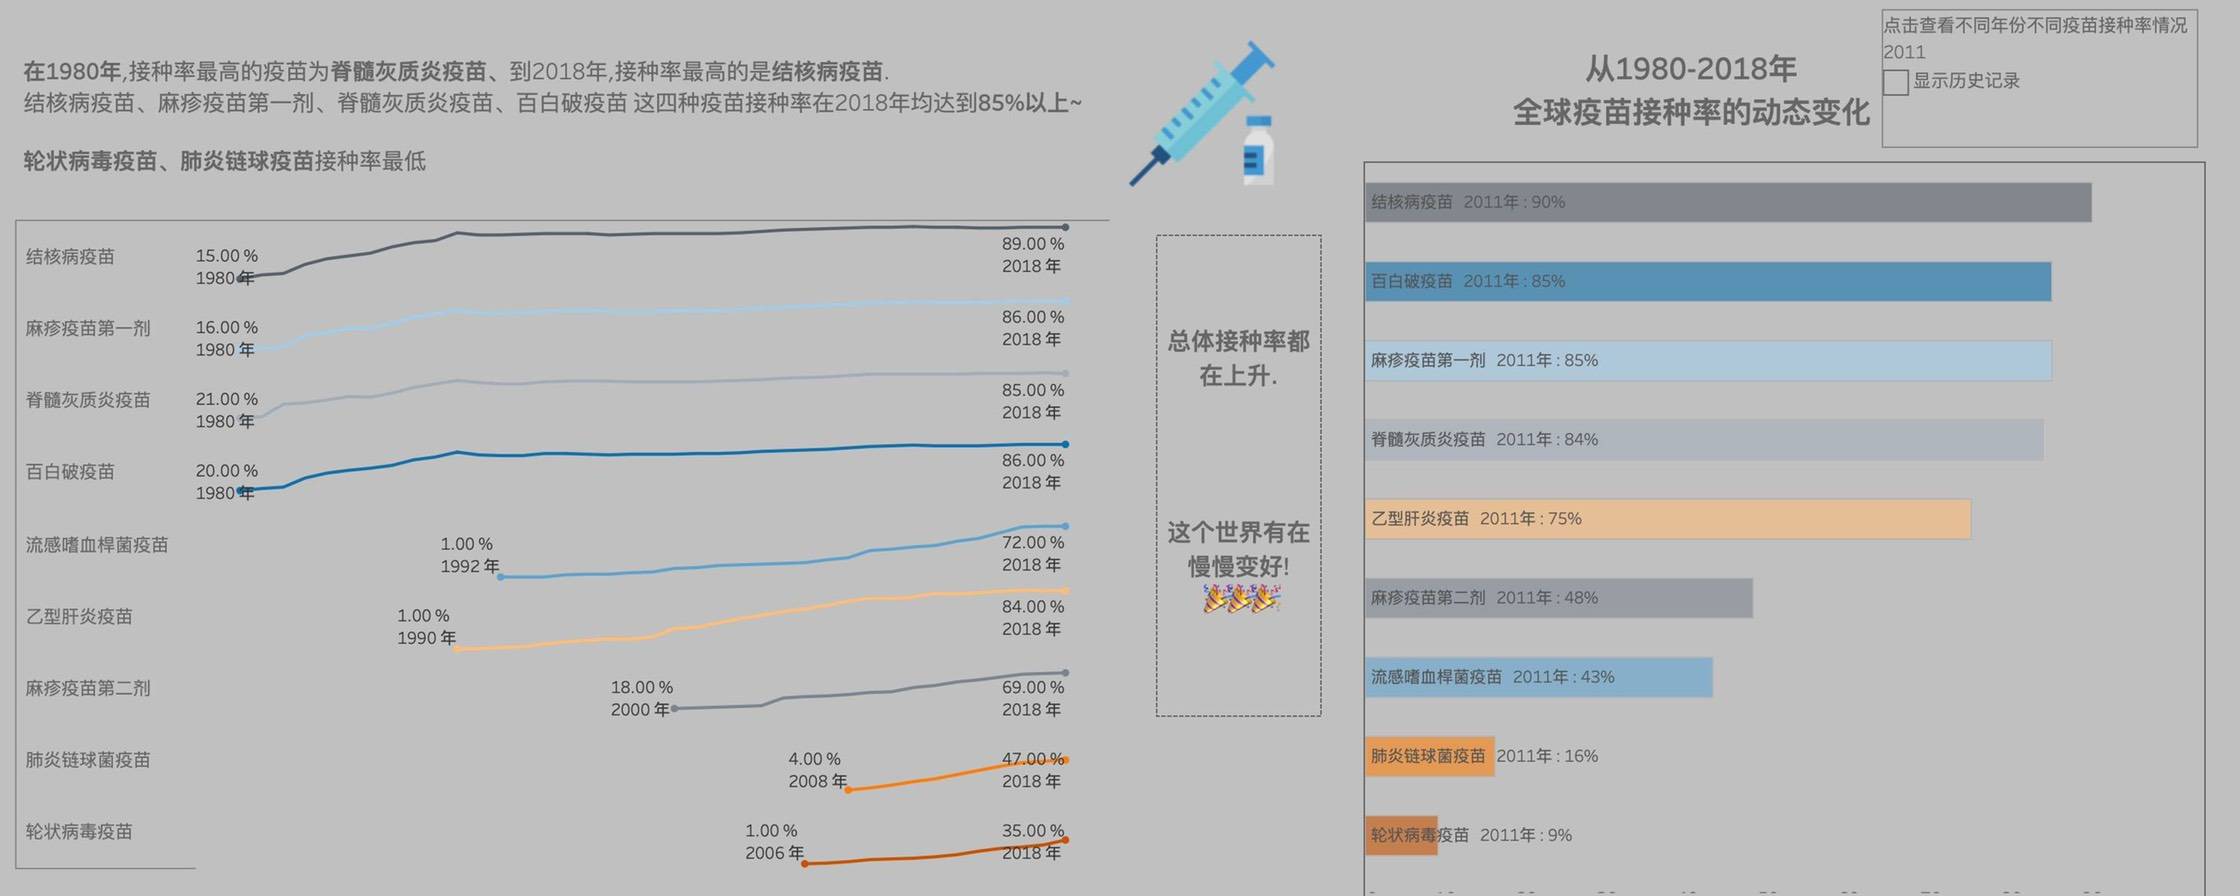 在1980年,接种率最高的疫苗为脊髓灰质炎疫苗、到2018年,接种率最高的是结核病疫苗.
结核病疫苗、麻疹疫苗第一剂、脊髓灰质炎疫苗、百白破疫苗 这四种疫苗接种率在2018年均达到85%以上~
轮状病毒疫苗、肺炎链球疫苗接种率最低
从1980-2018年
全球疫苗接种率的动态变化
点击查看不同年份不同疫苗接种率情况
2011
显示历史记录
结核病疫苗
15.00 %
1980 年
89.00 %
2018 年
麻疹疫苗第一剂
16.00 %
1980 年
86.00 %
2018 年
脊髓灰质炎疫苗
21.00 %
1980 年
85.00 %
2018 年
百白破疫苗
20.00 %
1980 年
86.00 %
2018 年
流感嗜血桿菌疫苗
1.00 %
1992 年
72.00 %
2018 年
乙型肝炎疫苗
1.00 %
1990 年
84.00 %
2018 年
麻疹疫苗第二剂
18.00 %
2000 年
69.00 %
2018 年
肺炎链球菌疫苗
4.00 %
2008 年
47.00 %
2018 年
轮状病毒疫苗
1.00 %
2006 年
35.00 %
2018 年
总体接种率都
在上升.
这个世界有在
慢慢变好!
结核病疫苗 2011年 : 90%
百白破疫苗 2011年 : 85%
麻疹疫苗第一剂 2011年 : 85%
脊髓灰质炎疫苗 2011年 : 84%
乙型肝炎疫苗 2011年 : 75%
麻疹疫苗第二剂 2011年 : 48%
流感嗜血桿菌疫苗 2011年 : 43%
肺炎链球菌疫苗 2011年 : 16%
轮状病毒疫苗 2011年 : 9%